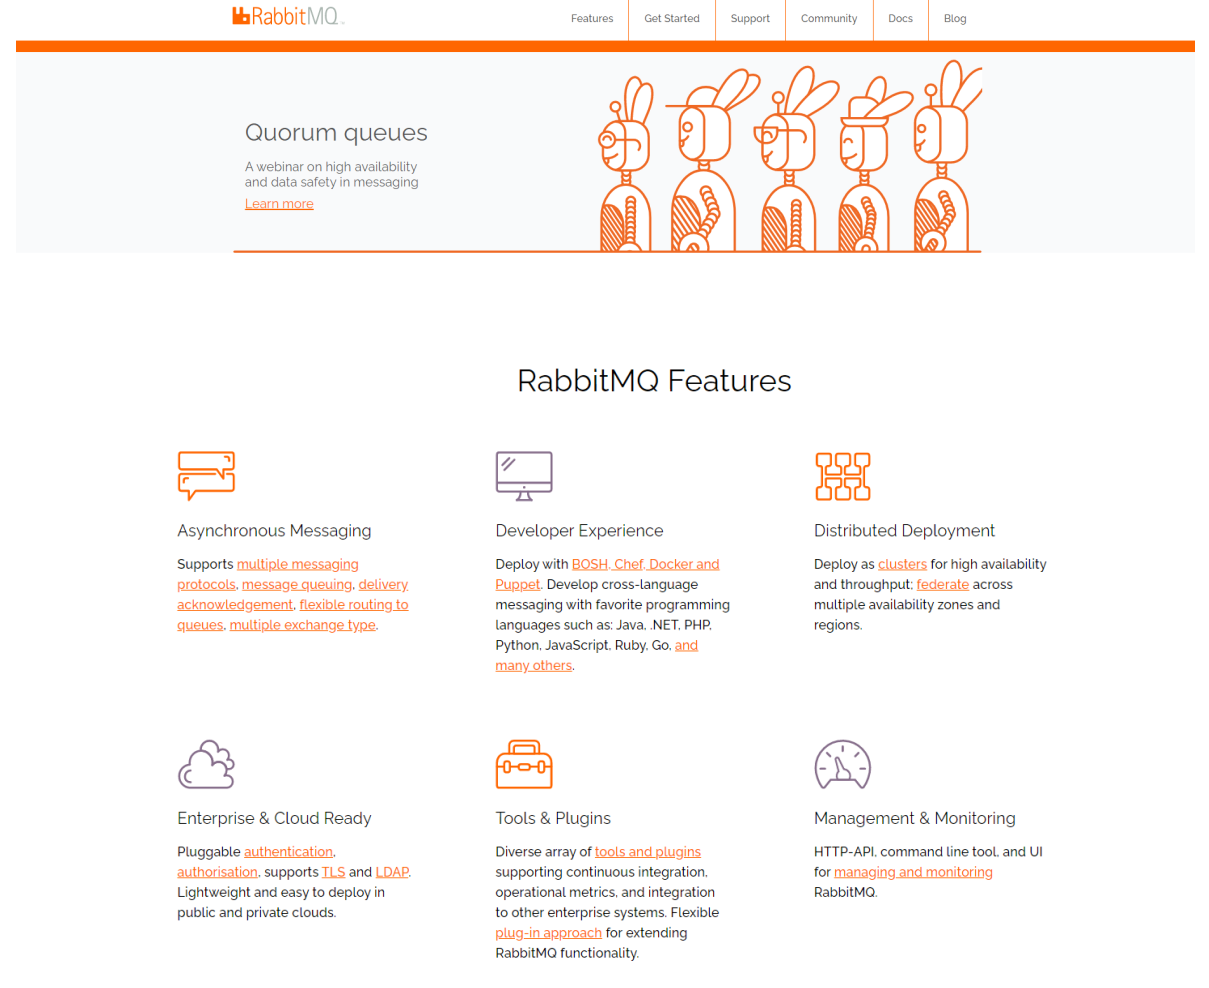 RabbitMQ
Features
Get Started
Support
Community
Docs
Blog
Quorum queues
A webinar on high availability
and data safety in messaging
Learn more
RabbitMQ Features
Asynchronous Messaging
Supports multiple messaging
protocols, message queuing, delivery
acknowledgement, flexible routing to
queues, multiple exchange type.
Developer Experience
Deploy with BOSH, Chef, Docker and
Puppet. Develop cross-language
messaging with favorite programming
languages such as: Java, .NET, PHP,
Python, JavaScript, Ruby, Go, and
many others.
Distributed Deployment
Deploy as clusters for high availability
and throughput; federate across
multiple availability zones and
regions.
Enterprise & Cloud Ready
Pluggable authentication,
authorisation, supports TLS and LDAP.
Lightweight and easy to deploy in
public and private clouds.
Tools & Plugins
Diverse array of tools and plugins
supporting continuous integration,
operational metrics, and integration
to other enterprise systems. Flexible
plug-in approach for extending
RabbitMQ functionality.
Management & Monitoring
HTTP-API, command line tool, and UI
for managing and monitoring
RabbitMQ.